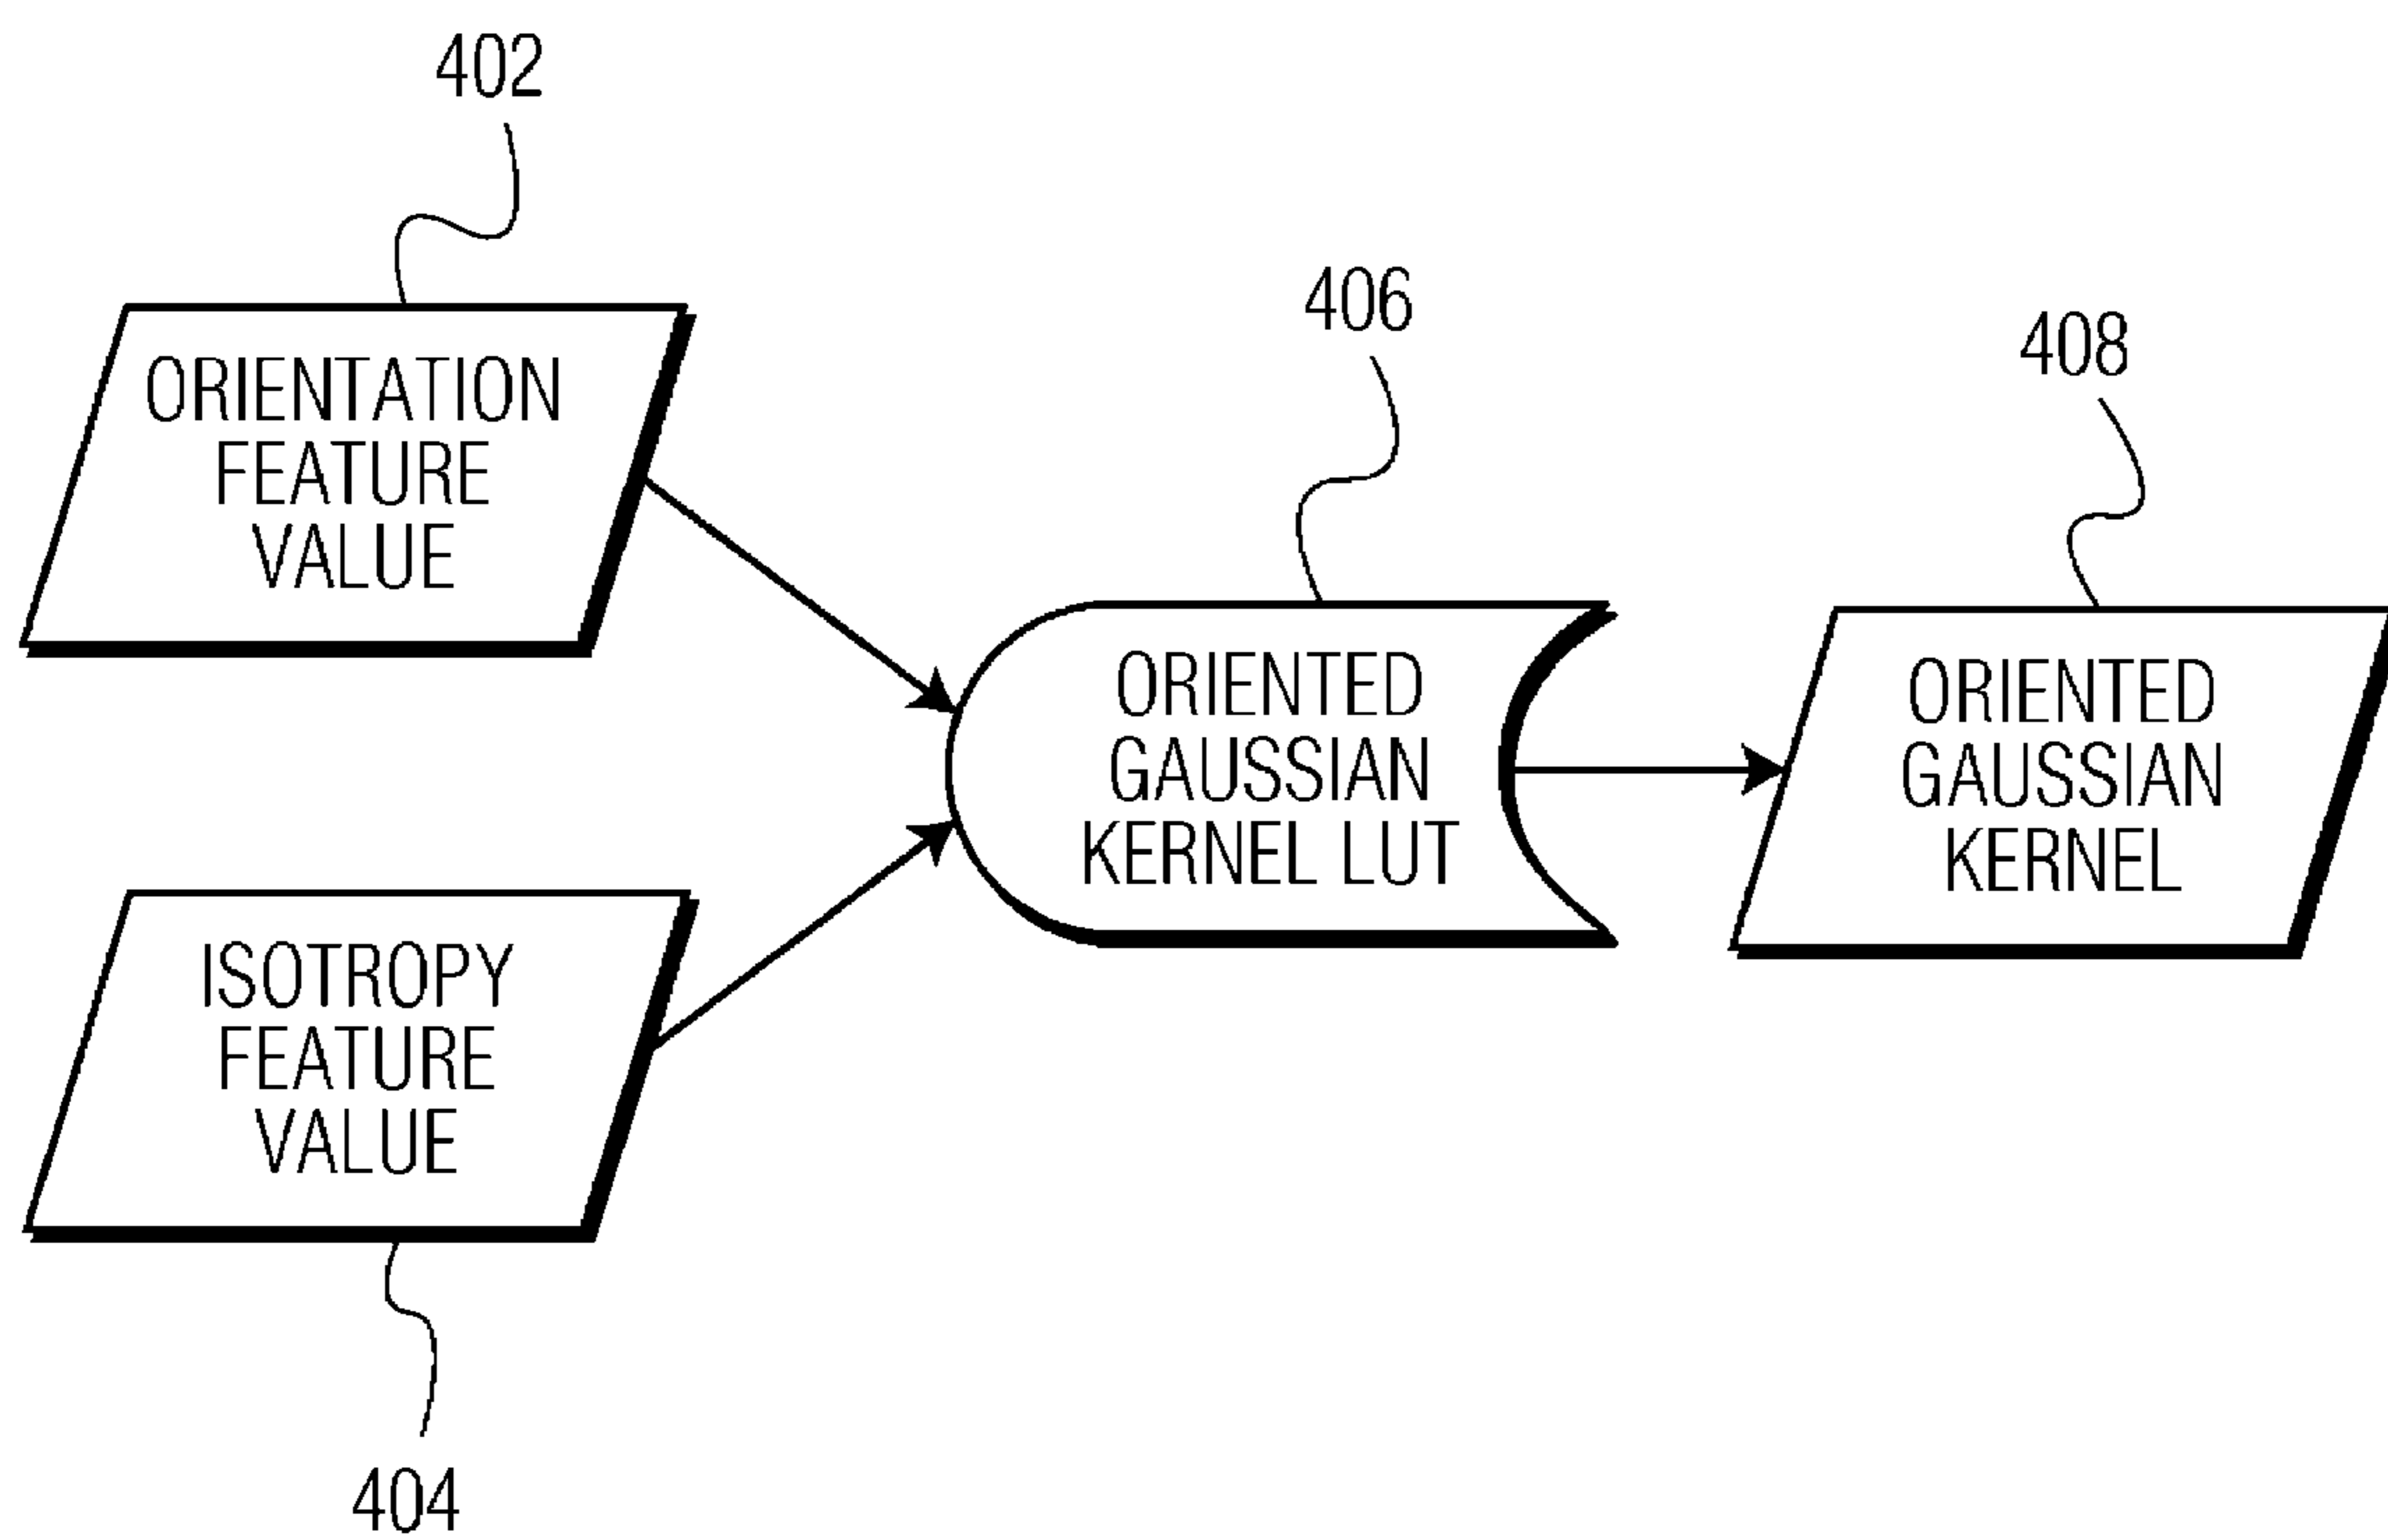 402
ORIENTATION
FEATURE
VALUE
406
ORIENTED
GAUSSIAN
KERNEL LUT
408
ORIENTED
GAUSSIAN
KERNEL
ISOTROPY
FEATURE
VALUE
404